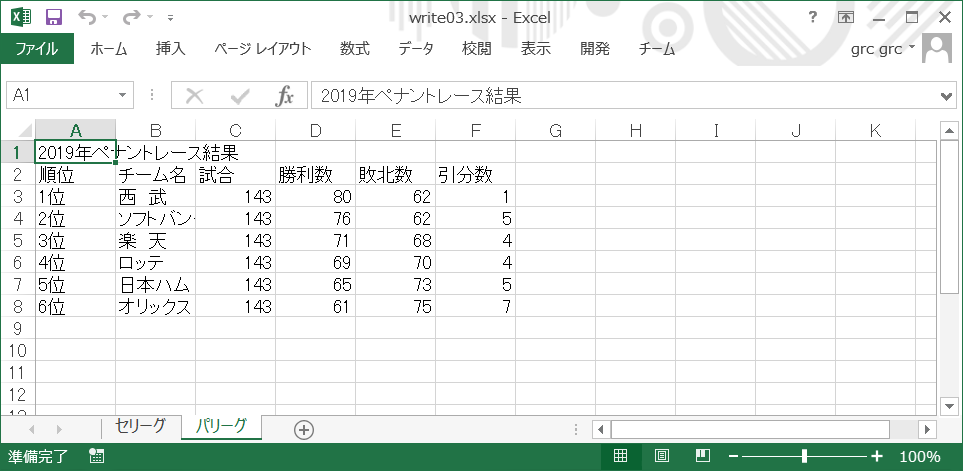 write03.xlsx - Excel
?
ファイル ホーム 挿入 ページ レイアウト 数式 データ 校閲 表示 開発 チーム grc grc
A1 fx 2019年ペナントレース結果
A B C D E F G H I J K
1 2019年ペナントレース結果
2 順位 チーム名 試合 勝利数 敗北数 引分数
3 1位 西 武 143 80 62 1
4 2位 ソフトバン 143 76 62 5
5 3位 楽 天 143 71 68 4
6 4位 ロッテ 143 69 70 4
7 5位 日本ハム 143 65 73 5
8 6位 オリックス 143 61 75 7
9
10
11
12
セリーグ パリーグ
準備完了 100%